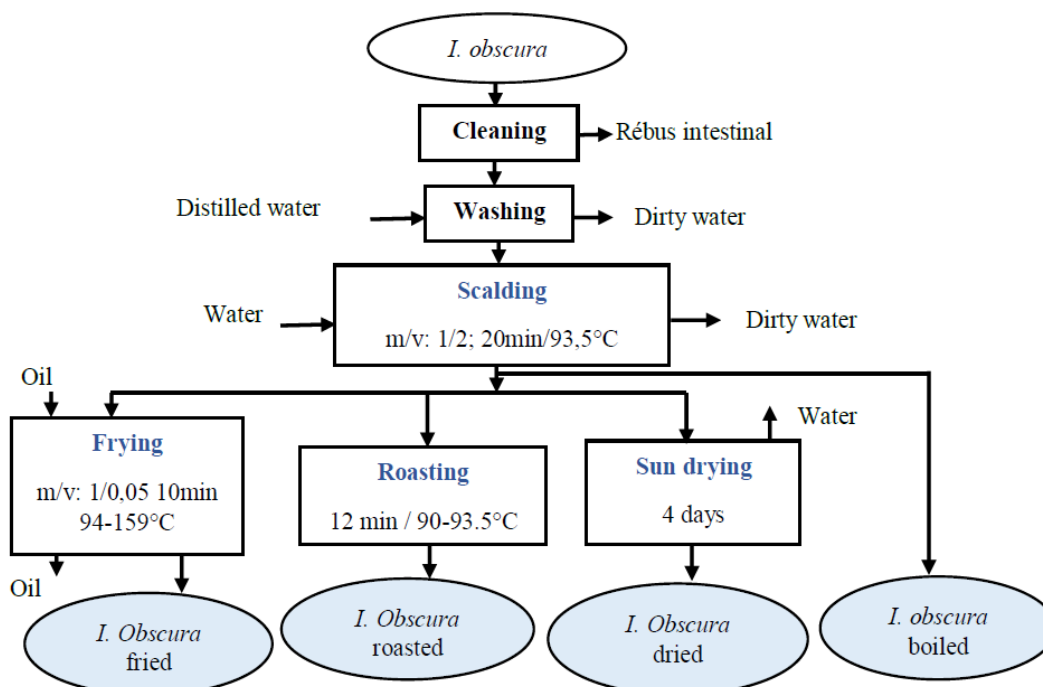 I. obscura
Cleaning
Rébus intestinal
Distilled water
Washing
Dirty water
Scalding
Water
m/v: 1/2; 20min/93,5°C
Dirty water
Oil
Water
Frying
m/v: 1/0,05 10min
94-159°C
Roasting
12 min / 90-93.5°C
Sun drying
4 days
Oil
I. Obscura
fried
I. Obscura
roasted
I. Obscura
dried
I. obscura
boiled